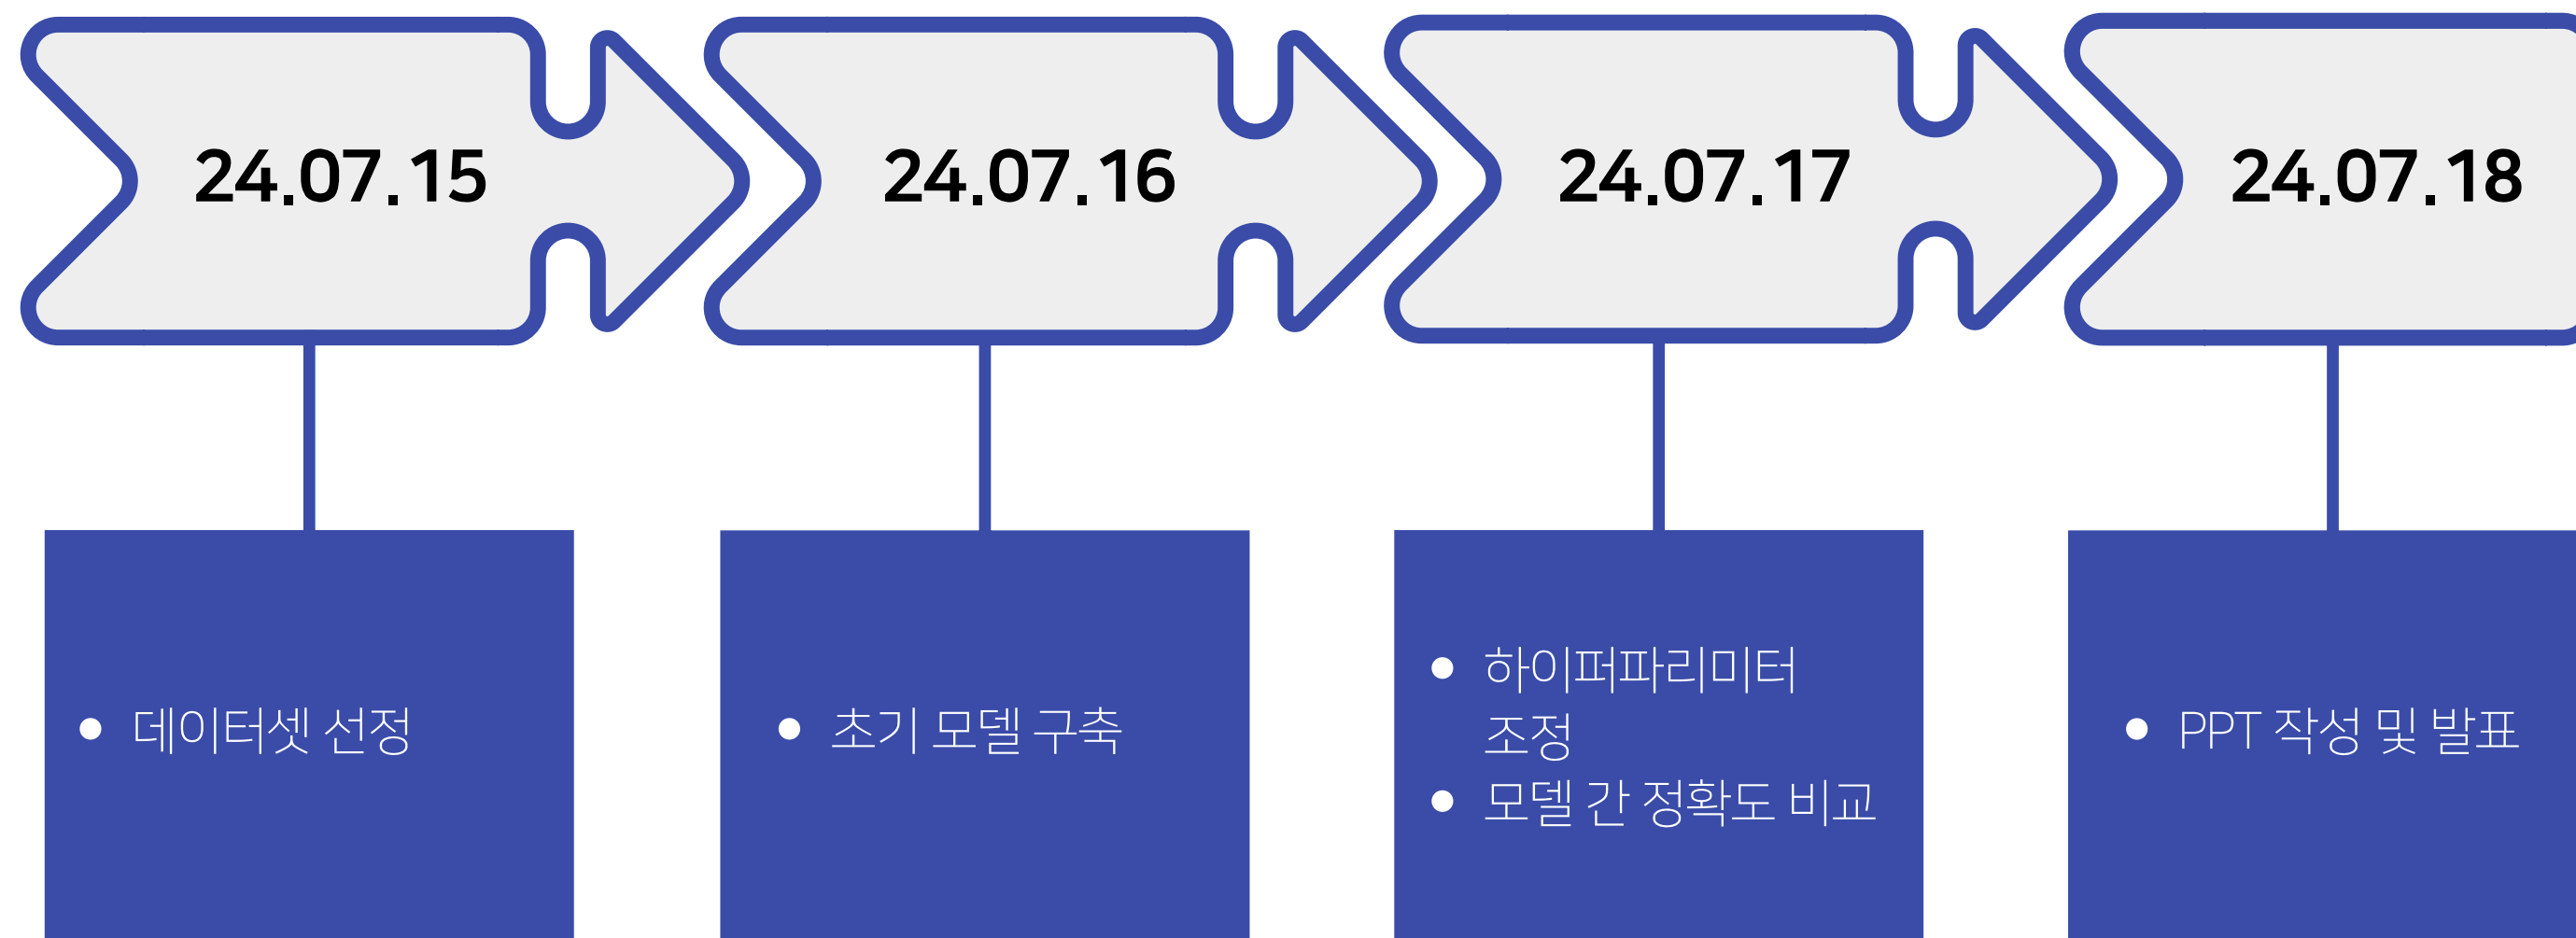 24.07.15
24.07.16
24.07.17
24.07.18
데이터셋 선정
초기 모델 구축
하이퍼파리미터
조정
모델 간 정확도 비교
PPT 작성 및 발표